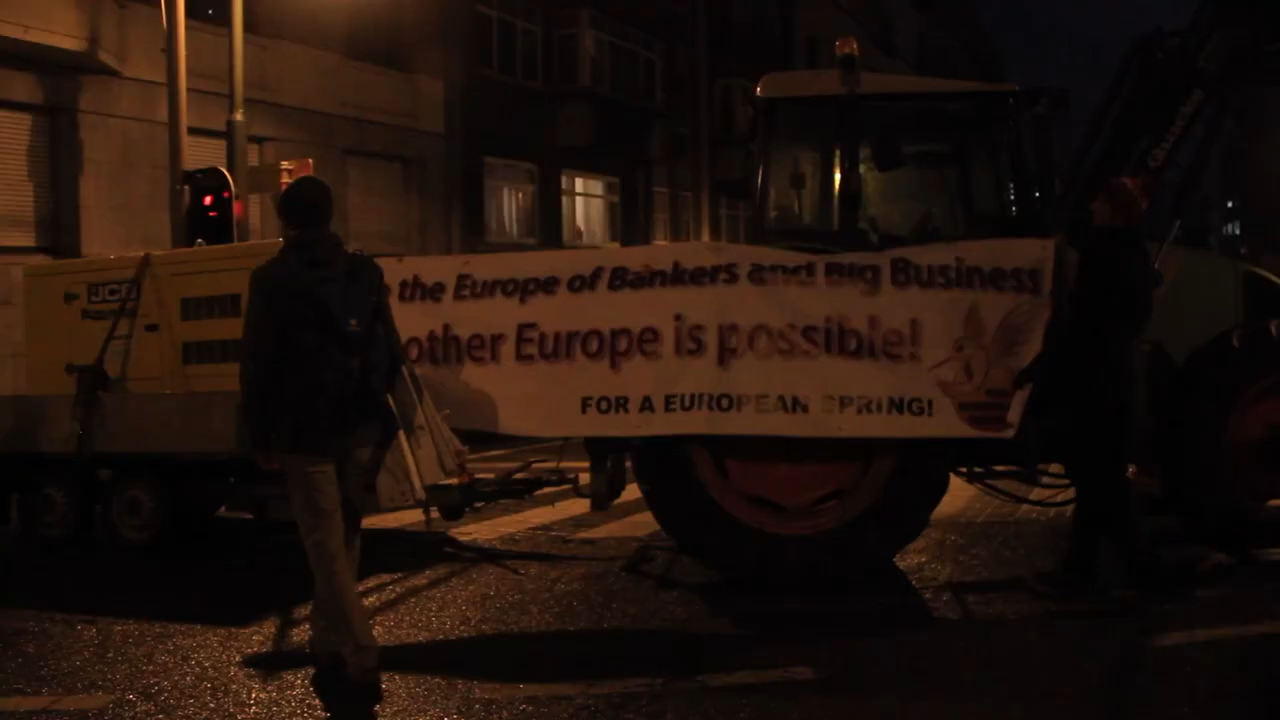 JCB
the Europe of Bankers and Big Business
other Europe is possible!
FOR A EUROPEAN SPRING!